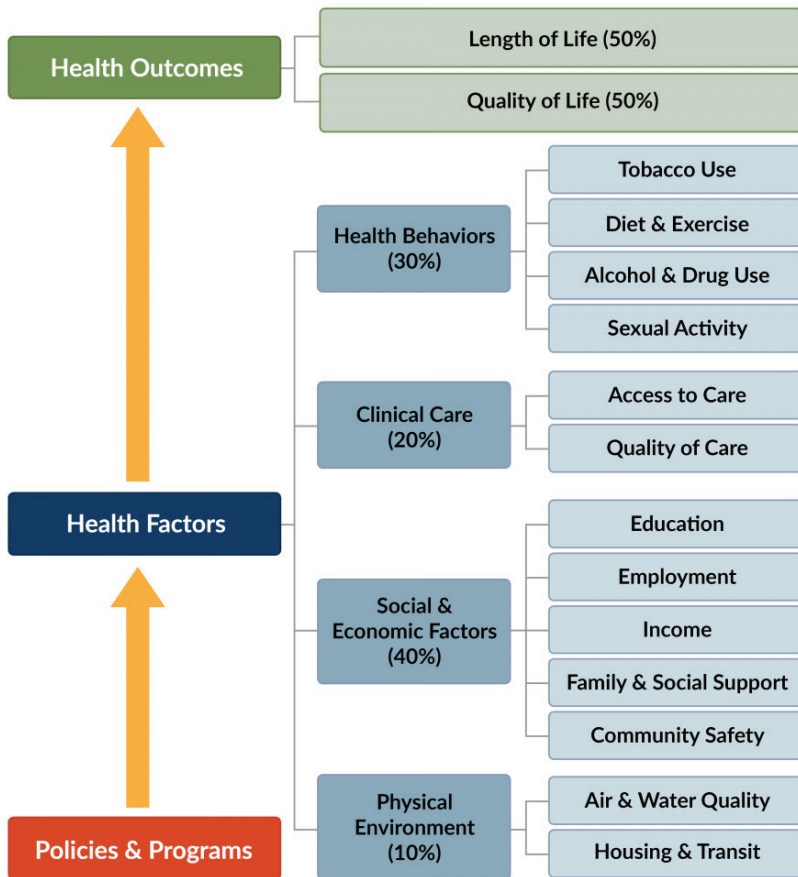 Health Outcomes
Length of Life (50%)
Quality of Life (50%)
Health Factors
Health Behaviors
(30%)
Tobacco Use
Diet & Exercise
Alcohol & Drug Use
Sexual Activity
Clinical Care
(20%)
Access to Care
Quality of Care
Social &
Economic Factors
(40%)
Education
Employment
Income
Family & Social Support
Community Safety
Physical
Environment
(10%)
Air & Water Quality
Housing & Transit
Policies & Programs